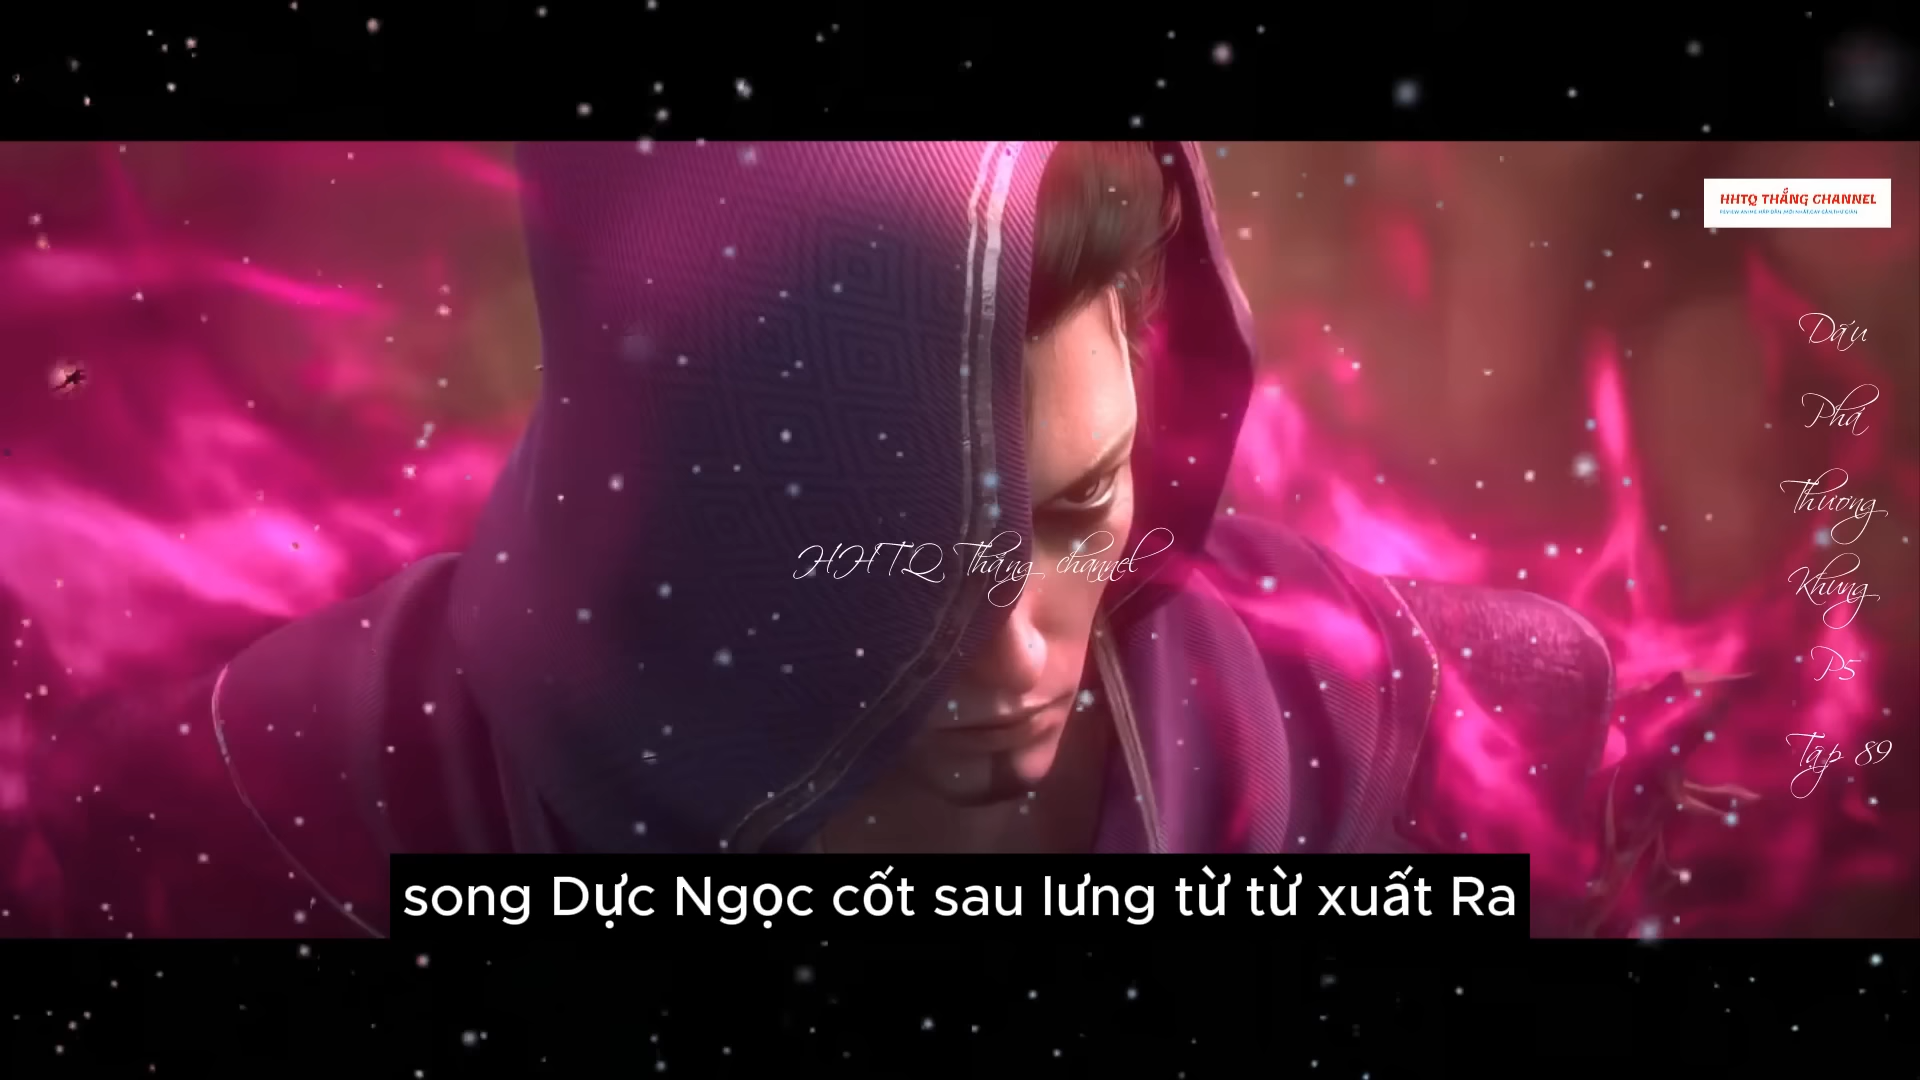 HHTQ THẮNG CHANNEL
Dấu
Phá
Thương
Khung
P5
Tập 89
HHTQ Thắng channel
song Dực Ngọc cốt sau lưng từ từ xuất Ra